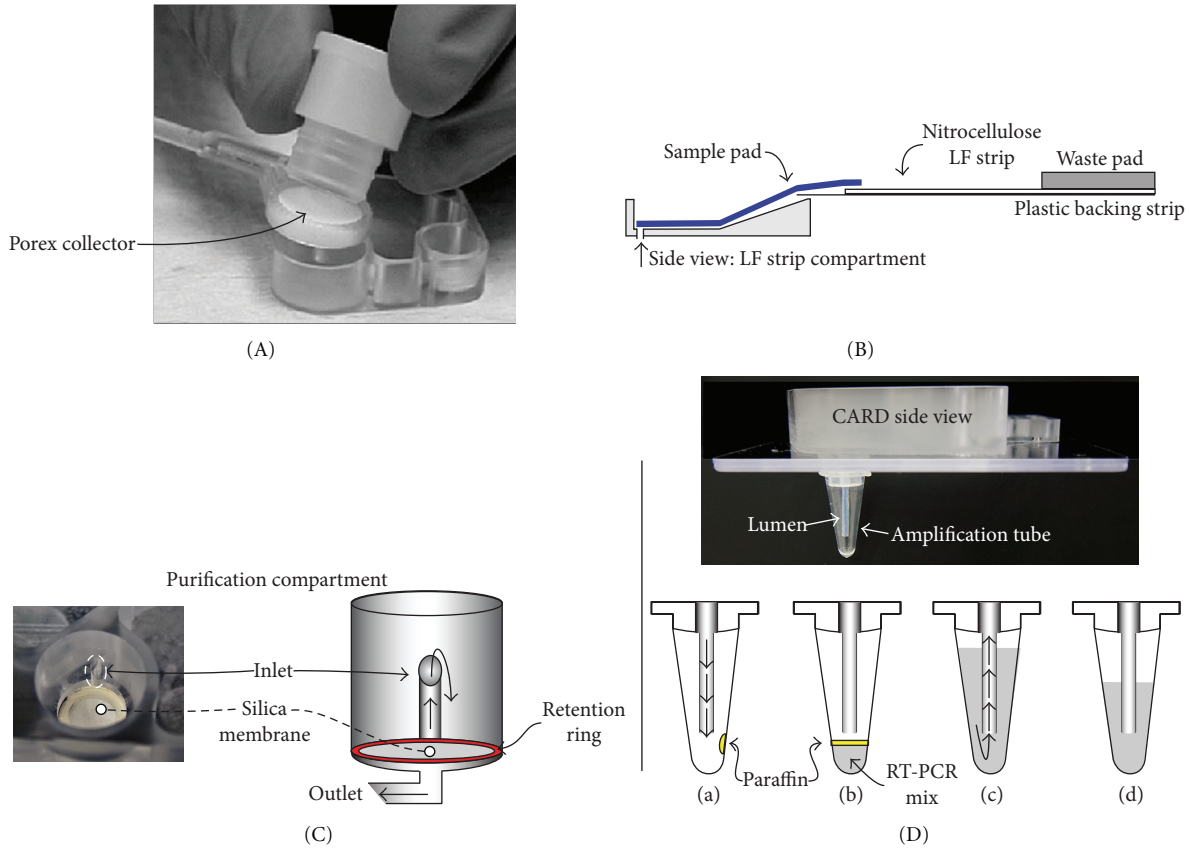 Porex collector
(A)
Sample pad
Nitrocellulose
LF strip
Waste pad
Plastic backing strip
Side view: LF strip compartment
(B)
Purification compartment
Inlet
Silica
membrane
Retention
ring
Outlet
(C)
CARD side view
Lumen
Amplification tube
Paraffin
RT-PCR
mix
(a)
(b)
(c)
(d)
(D)